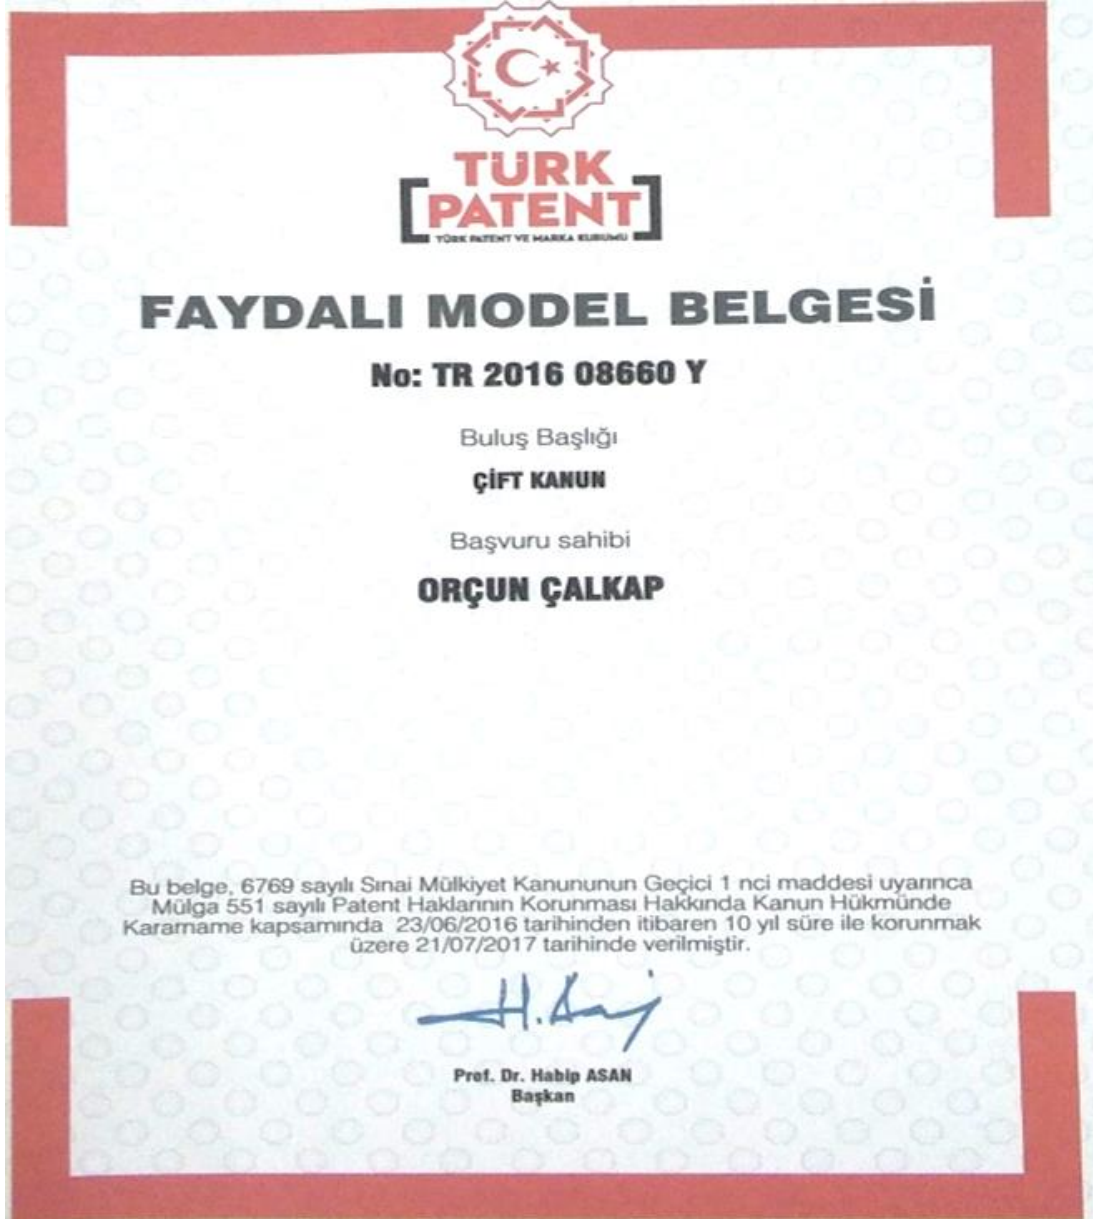 TÜRK
PATENT
TÜRK PATENT VE MARKA KURUMU
FAYDALI MODEL BELGESİ
No: TR 2016 08660 Y
Buluş Başlığı
ÇİFT KANUN
Başvuru sahibi
ORÇUN ÇALKAP
Bu belge, 6769 sayılı Sınai Mülkiyet Kanununun Geçici 1 nci maddesi uyarınca
Mülga 551 sayılı Patent Haklarının Korunması Hakkında Kanun Hükmünde
Kararname kapsamında 23/06/2016 tarihinden itibaren 10 yıl süre ile korunmak
üzere 21/07/2017 tarihinde verilmiştir.
Prof. Dr. Habip ASAN
Başkan